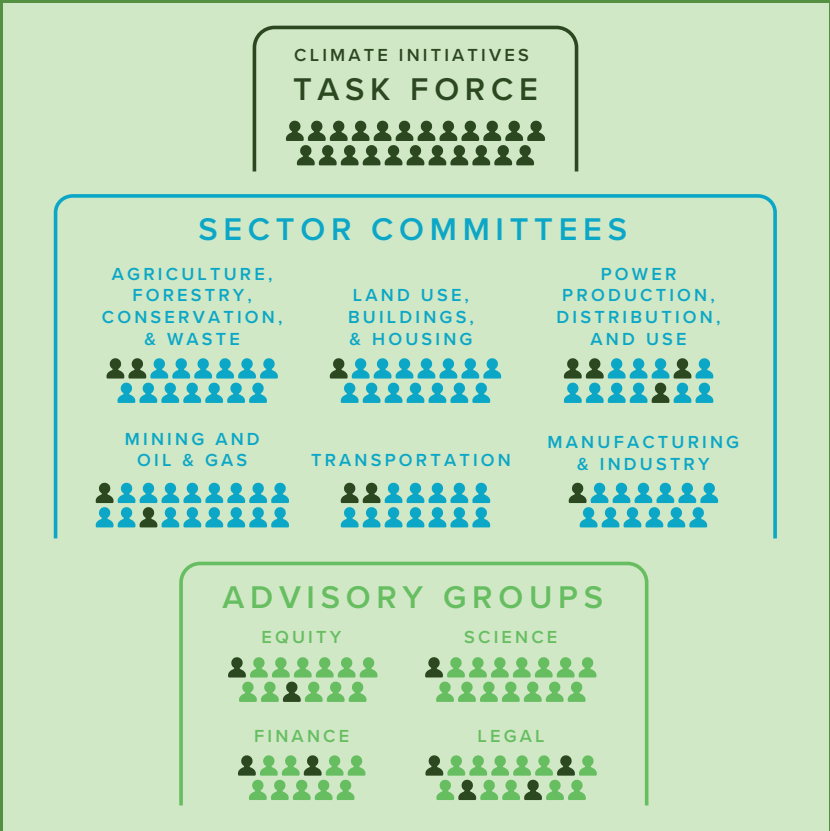 CLIMATE INITIATIVES
TASK FORCE
SECTOR COMMITTEES
AGRICULTURE,
FORESTRY,
CONSERVATION,
& WASTE
LAND USE,
BUILDINGS,
& HOUSING
POWER
PRODUCTION,
DISTRIBUTION,
AND USE
MINING AND
OIL & GAS
TRANSPORTATION
MANUFACTURING
& INDUSTRY
ADVISORY GROUPS
EQUITY
SCIENCE
FINANCE
LEGAL